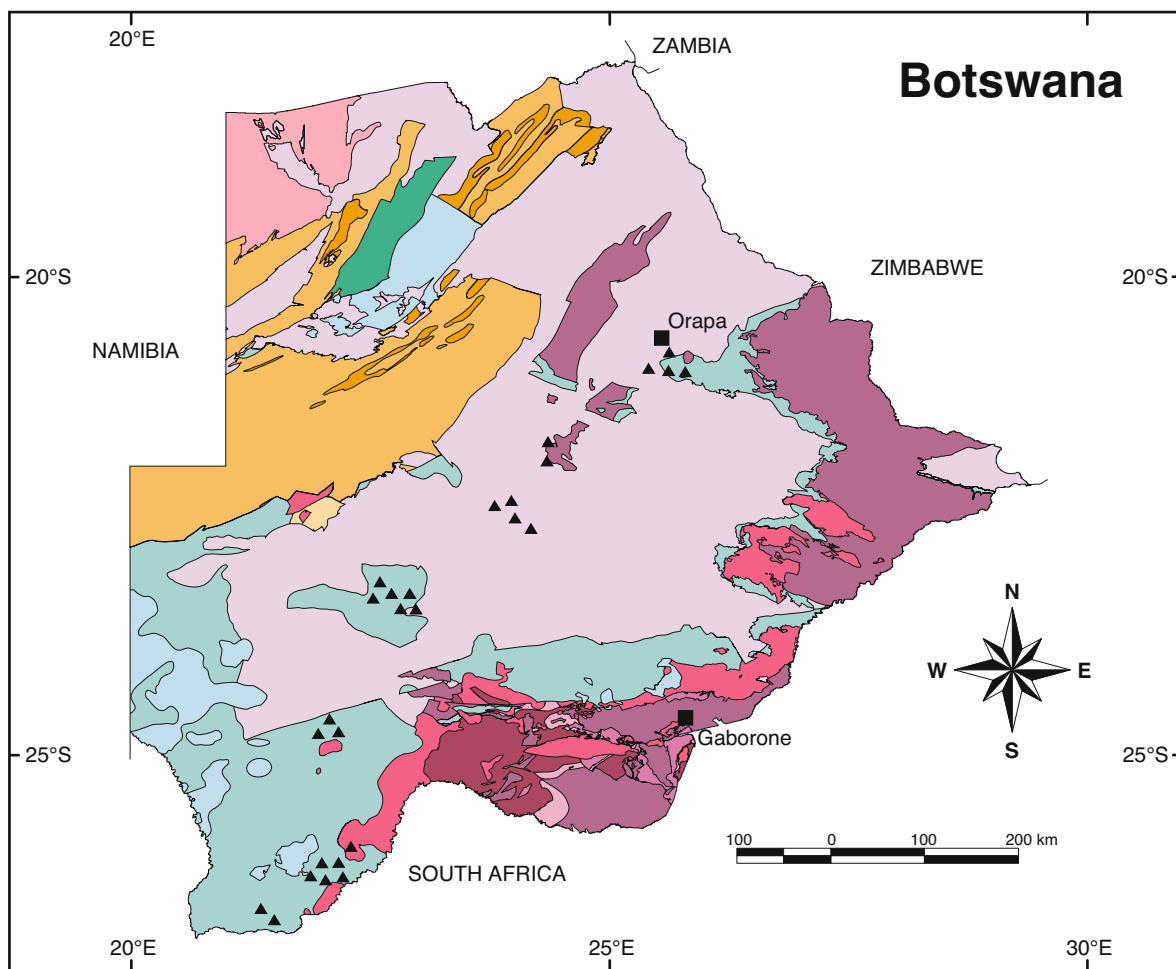 20°E
ZAMBIA
Botswana
20°S
ZIMBABWE
20°S
Orapa
NAMIBIA
N
W
E
S
Gaborone
25°S
25°S
100
0
100
200 km
SOUTH AFRICA
20°E
25°E
30°E